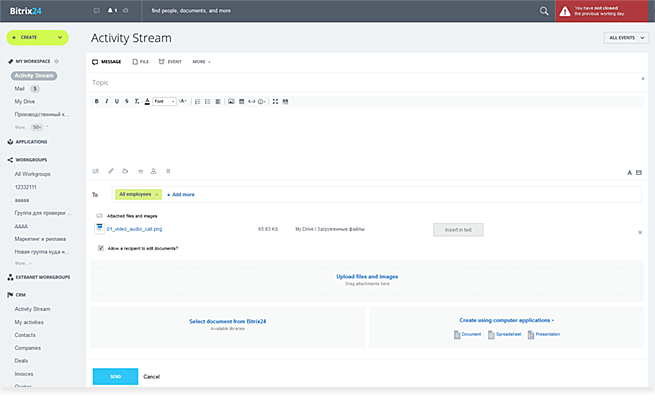 Bitrix24
1
find people, documents, and more
You have not closed
the previous working day.
CREATE
Activity Stream
ALL EVENTS
MY WORKSPACE
Activity Stream
Mail 5
My Drive
Производственный к...
More... 50+
APPLICATIONS
WORKGROUPS
All Workgroups
12332111
aaaaa
Группа для проверки ...
AAAA
Маркетинг и реклама
Новая группа куда н...
More...
EXTRANET WORKGROUPS
CRM
Activity Stream
My activities
Contacts
Companies
Deals
Invoices
Quotes
MESSAGE FILE EVENT MORE
Topic
B I U S Tx A Font A
A
To: All employees × + Add more
Attached files and images
01_video_audio_call.png 65.83 Kb My Drive / Загруженные файлы Insert in text
Allow a recipient to edit documents?
Upload files and images
Drag attachments here
Select document from Bitrix24
Available libraries
Create using computer applications
Document Spreadsheet Presentation
SEND Cancel